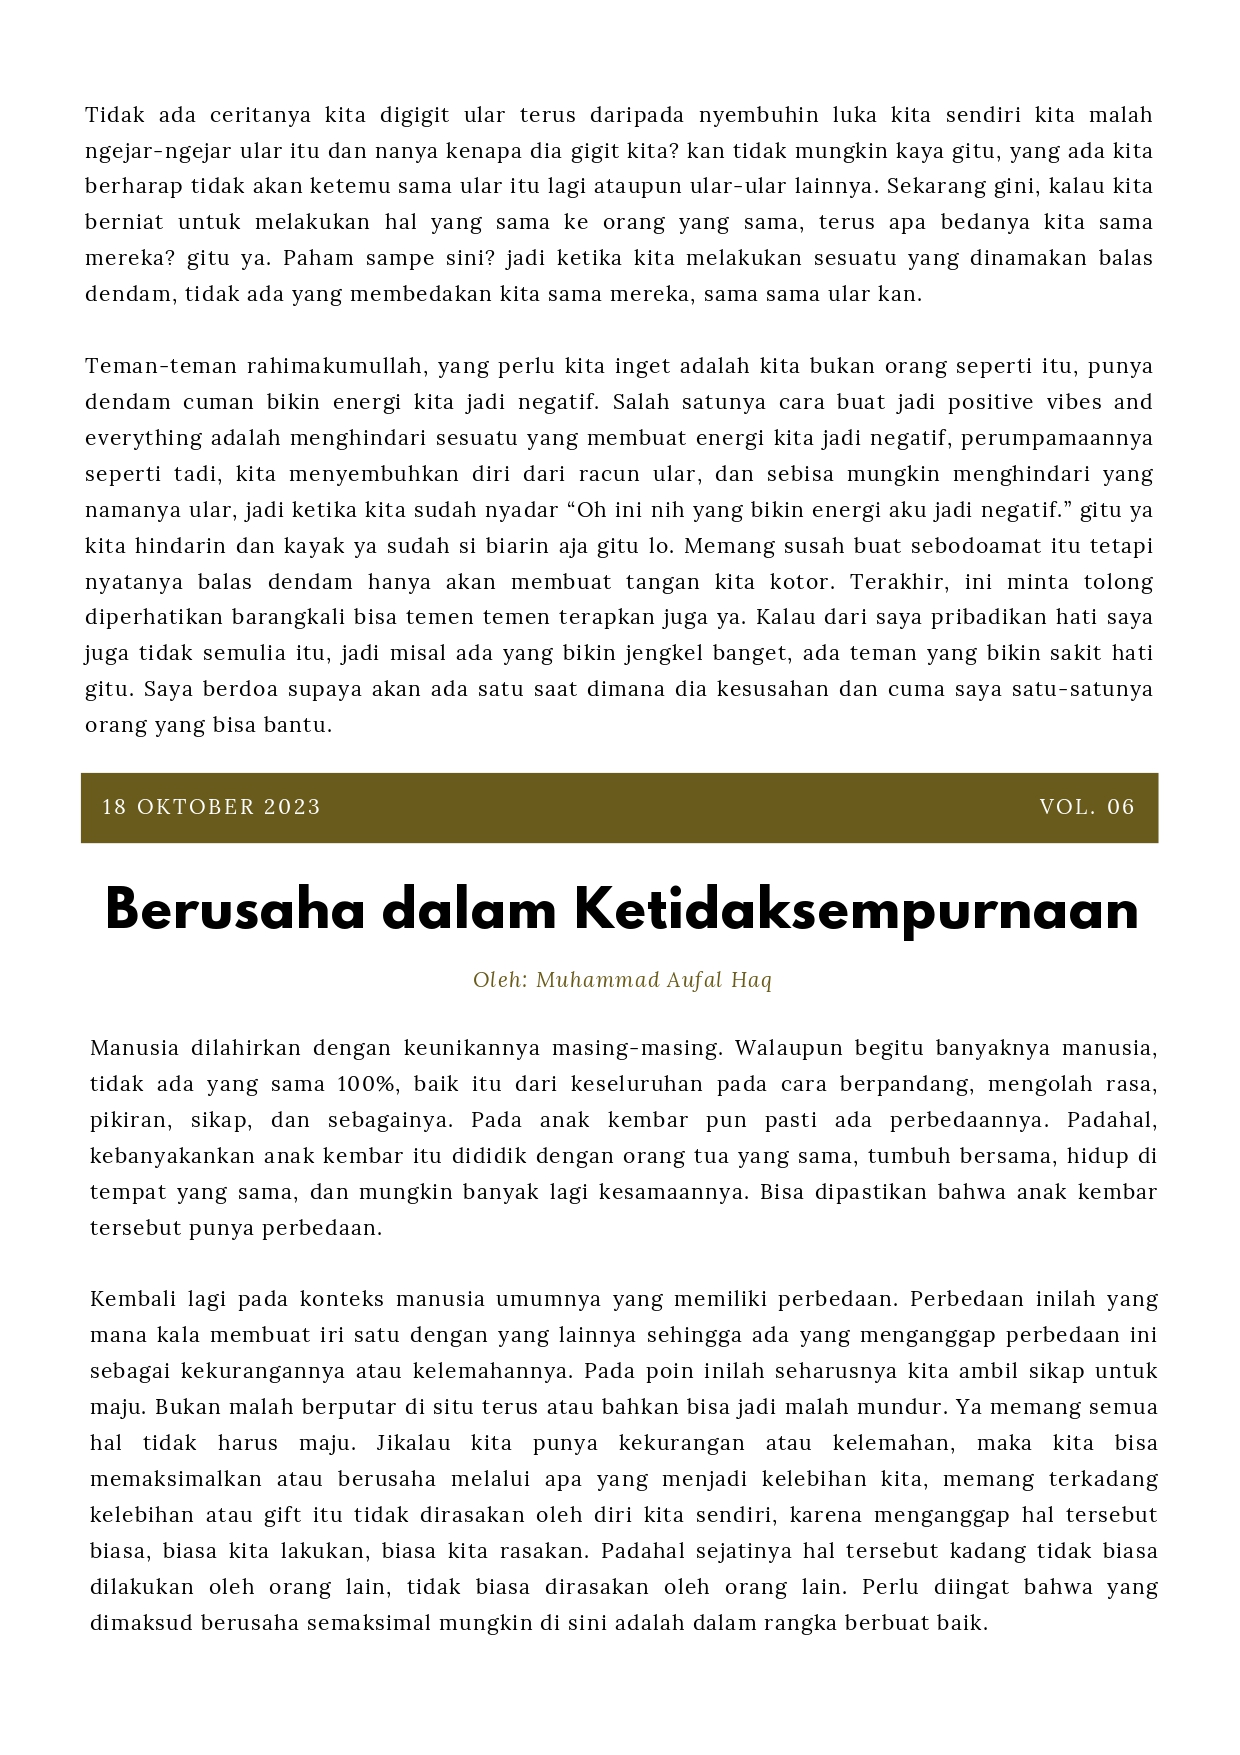 Tidak ada ceritanya kita digigit ular terus daripada nyembuhin luka kita sendiri kita malah
ngejar-ngejar ular itu dan nanya kenapa dia gigit kita? kan tidak mungkin kaya gitu, yang ada kita
berharap tidak akan ketemu sama ular itu lagi ataupun ular-ular lainnya. Sekarang gini, kalau kita
berniat untuk melakukan hal yang sama ke orang yang sama, terus apa bedanya kita sama
mereka? gitu ya. Paham sampe sini? jadi ketika kita melakukan sesuatu yang dinamakan balas
dendam, tidak ada yang membedakan kita sama mereka, sama sama ular kan.
Teman-teman rahimakumullah, yang perlu kita inget adalah kita bukan orang seperti itu, punya
dendam cuman bikin energi kita jadi negatif. Salah satunya cara buat jadi positive vibes and
everything adalah menghindari sesuatu yang membuat energi kita jadi negatif, perumpamaannya
seperti tadi, kita menyembuhkan diri dari racun ular, dan sebisa mungkin menghindari yang
namanya ular, jadi ketika kita sudah nyadar “Oh ini nih yang bikin energi aku jadi negatif.” gitu ya
kita hindarin dan kayak ya sudah si biarin aja gitu lo. Memang susah buat sebodoamat itu tetapi
nyatanya balas dendam hanya akan membuat tangan kita kotor. Terakhir, ini minta tolong
diperhatikan barangkali bisa temen temen terapkan juga ya. Kalau dari saya pribadikan hati saya
juga tidak semulia itu, jadi misal ada yang bikin jengkel banget, ada teman yang bikin sakit hati
gitu. Saya berdoa supaya akan ada satu saat dimana dia kesusahan dan cuma saya satu-satunya
orang yang bisa bantu.
18 OKTOBER 2023 VOL. 06
Berusaha dalam Ketidaksempurnaan
Oleh: Muhammad Aufal Haq
Manusia dilahirkan dengan keunikannya masing-masing. Walaupun begitu banyaknya manusia,
tidak ada yang sama 100%, baik itu dari keseluruhan pada cara berpandang, mengolah rasa,
pikiran, sikap, dan sebagainya. Pada anak kembar pun pasti ada perbedaannya. Padahal,
kebanyakankan anak kembar itu dididik dengan orang tua yang sama, tumbuh bersama, hidup di
tempat yang sama, dan mungkin banyak lagi kesamaannya. Bisa dipastikan bahwa anak kembar
tersebut punya perbedaan.
Kembali lagi pada konteks manusia umumnya yang memiliki perbedaan. Perbedaan inilah yang
mana kala membuat iri satu dengan yang lainnya sehingga ada yang menganggap perbedaan ini
sebagai kekurangannya atau kelemahannya. Pada poin inilah seharusnya kita ambil sikap untuk
maju. Bukan malah berputar di situ terus atau bahkan bisa jadi malah mundur. Ya memang semua
hal tidak harus maju. Jikalau kita punya kekurangan atau kelemahan, maka kita bisa
memaksimalkan atau berusaha melalui apa yang menjadi kelebihan kita, memang terkadang
kelebihan atau gift itu tidak dirasakan oleh diri kita sendiri, karena menganggap hal tersebut
biasa, biasa kita lakukan, biasa kita rasakan. Padahal sejatinya hal tersebut kadang tidak biasa
dilakukan oleh orang lain, tidak biasa dirasakan oleh orang lain. Perlu diingat bahwa yang
dimaksud berusaha semaksimal mungkin di sini adalah dalam rangka berbuat baik.